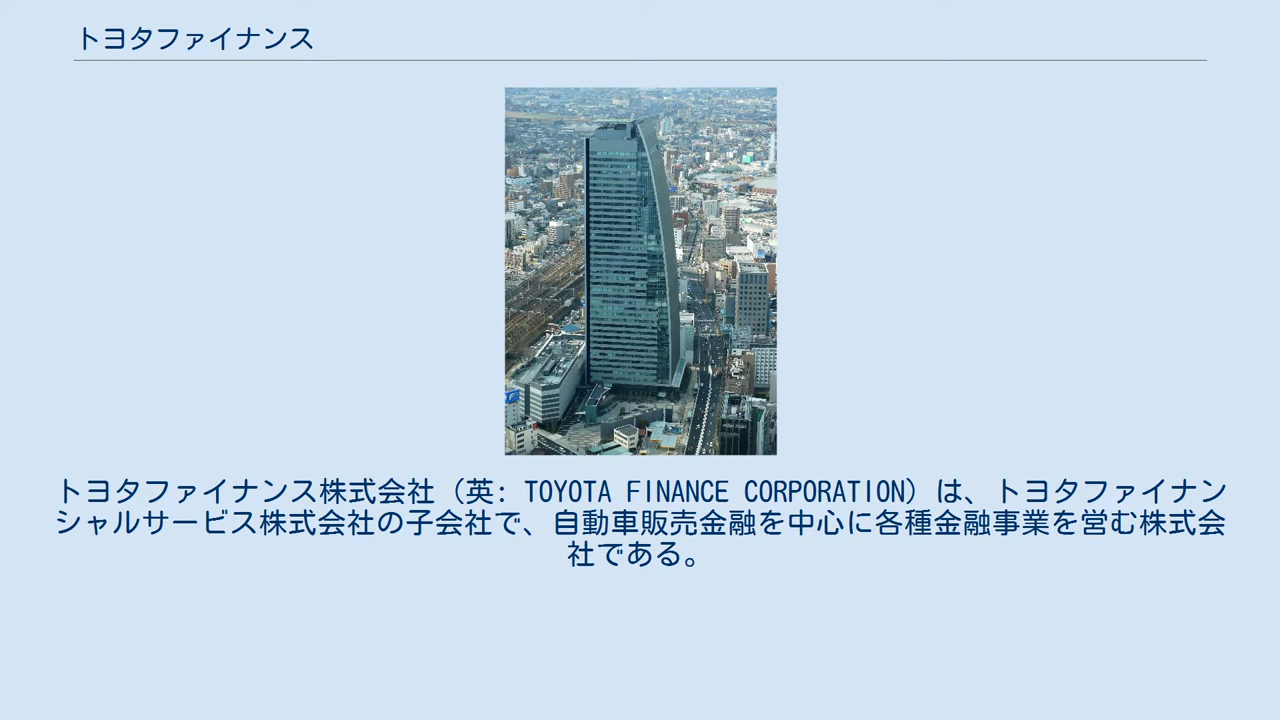 トヨタファイナンス
トヨタファイナンス株式会社（英: TOYOTA FINANCE CORPORATION）は、トヨタファイナン
シャルサービス株式会社の子会社で、自動車販売金融を中心に各種金融事業を営む株式会
社である。